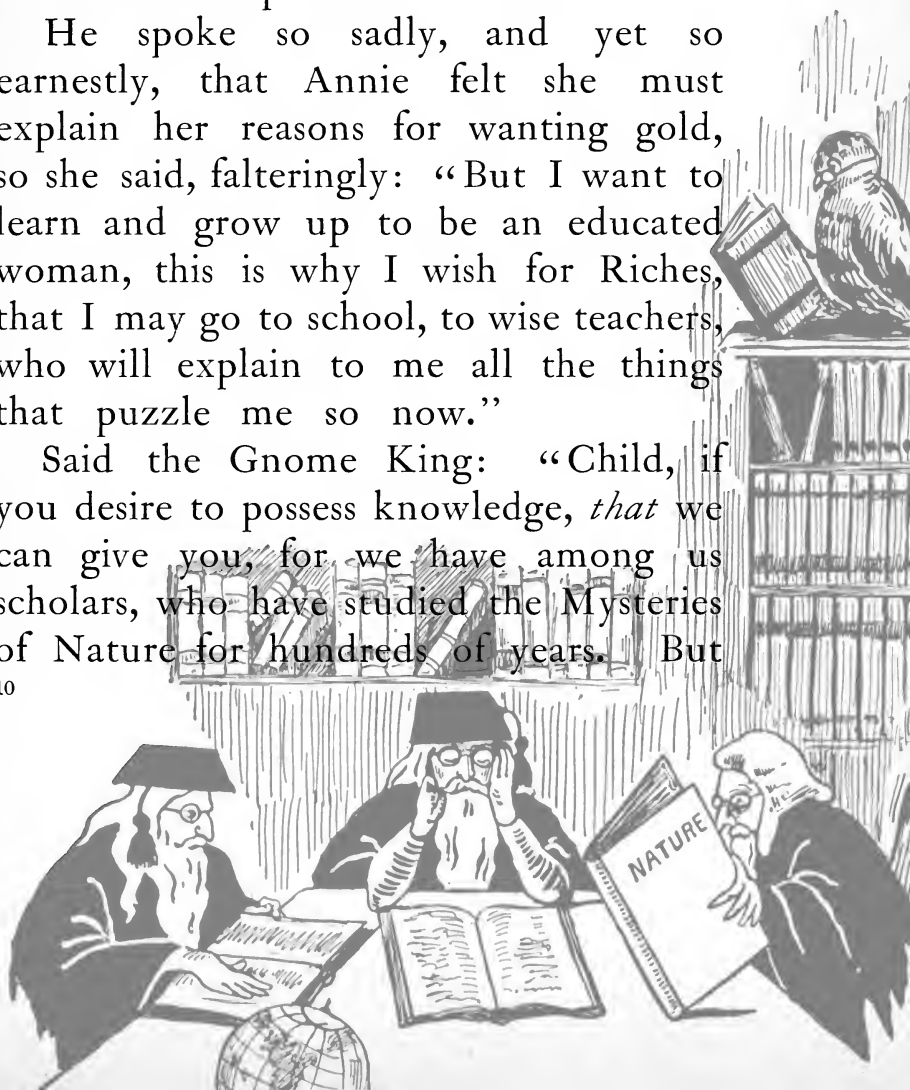 He spoke so sadly, and yet so
earnestly, that Annie felt she must
explain her reasons for wanting gold,
so she said, falteringly: “But I want to
learn and grow up to be an educated
woman, this is why I wish for Riches,
that I may go to school, to wise teachers,
who will explain to me all the things
that puzzle me so now.”
Said the Gnome King: “Child, if
you desire to possess knowledge, that we
can give you, for we have among us
scholars, who have studied the Mysteries
of Nature for hundreds of years. But
10
NATURE